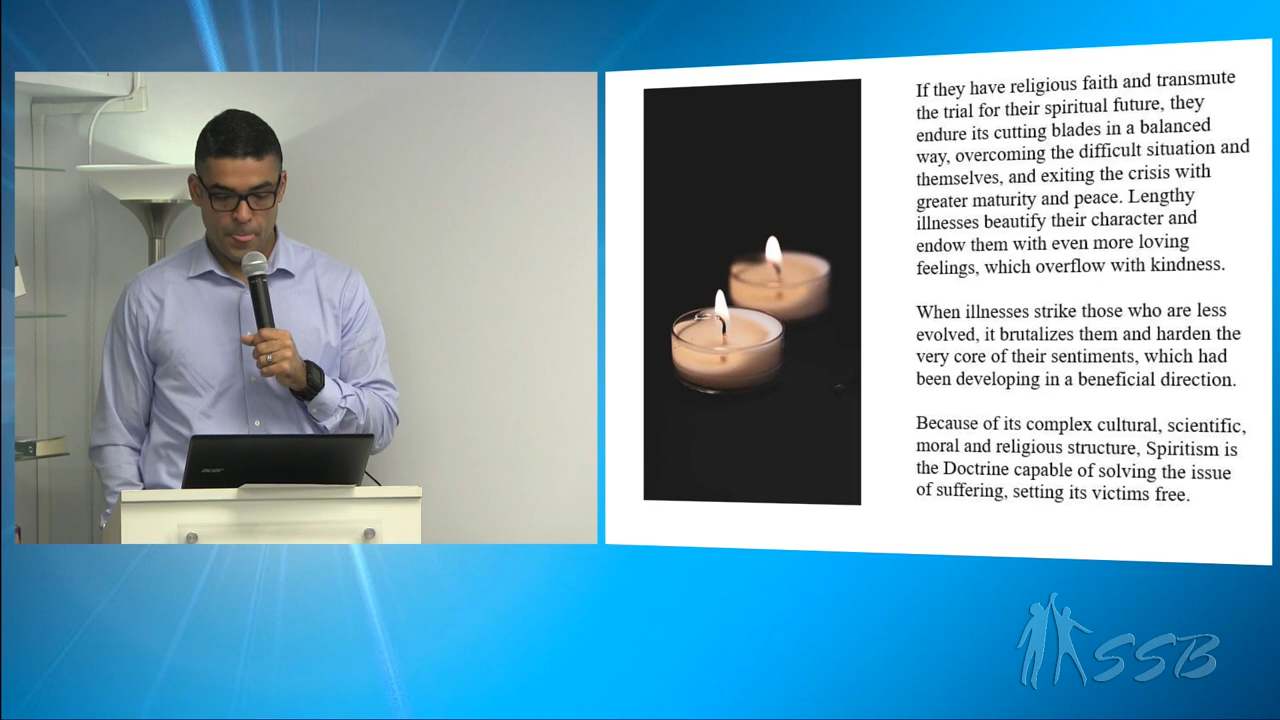 If they have religious faith and transmute
the trial for their spiritual future, they
endure its cutting blades in a balanced
way, overcoming the difficult situation and
themselves, and exiting the crisis with
greater maturity and peace. Lengthy
illnesses beautify their character and
endow them with even more loving
feelings, which overflow with kindness.
When illnesses strike those who are less
evolved, it brutalizes them and harden the
very core of their sentiments, which had
been developing in a beneficial direction.
Because of its complex cultural, scientific,
moral and religious structure, Spiritism is
the Doctrine capable of solving the issue
of suffering, setting its victims free.
acer
SSB